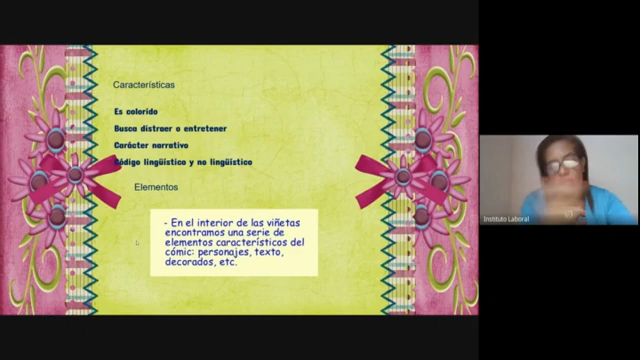 Características
Es colorido
Busca distraer o entretener
Carácter narrativo
Código lingüístico y no lingüístico
Elementos
- En el interior de las viñetas
encontramos una serie de
elementos característicos del
cómic: personajes, texto,
decorados, etc.
Instituto Laboral